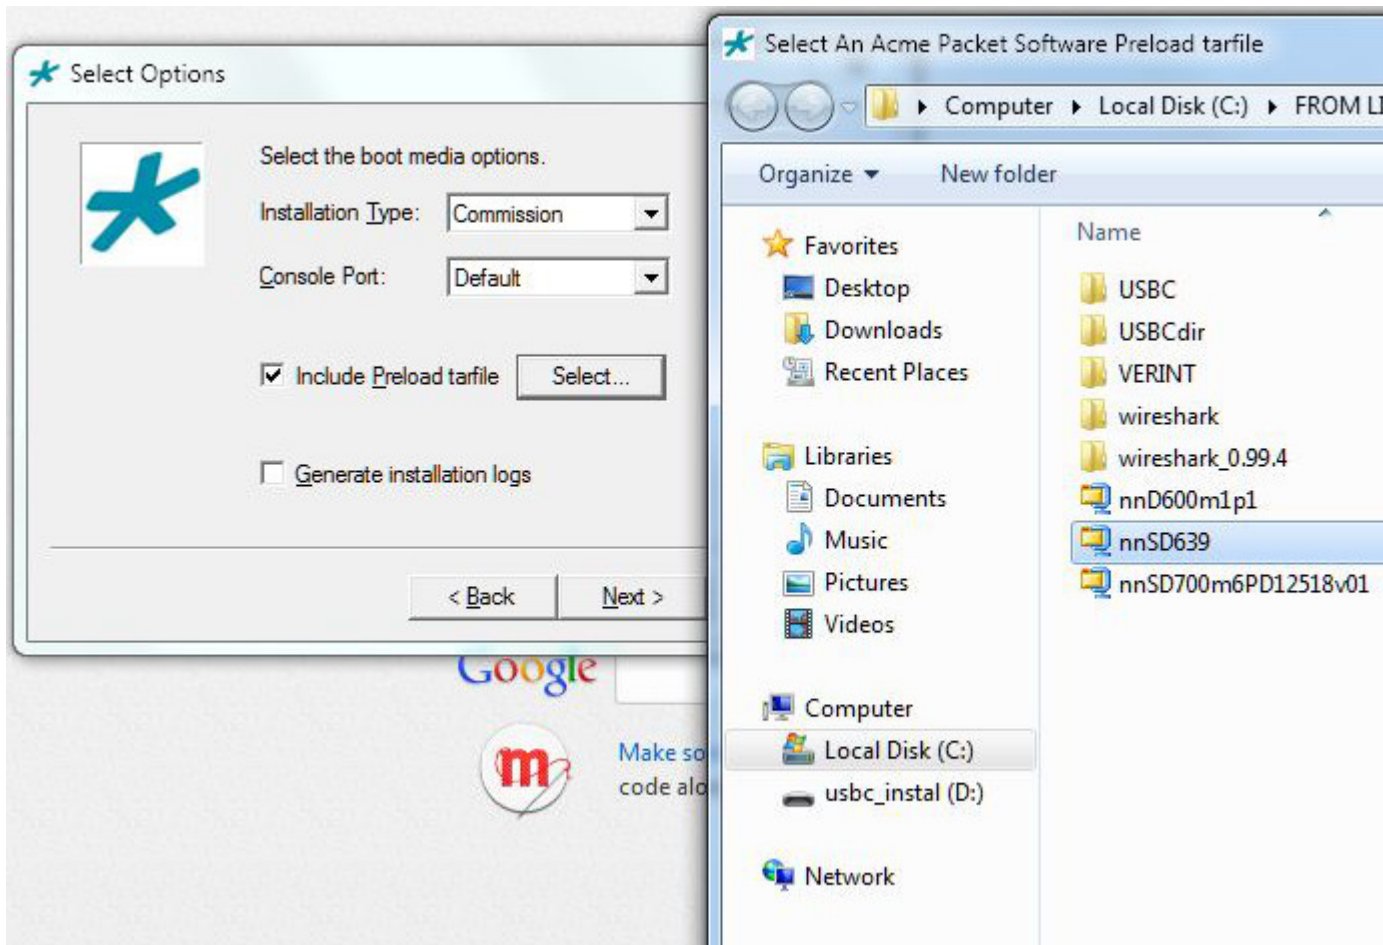 Select Options
Select the boot media options.
Installation Type: Commission
Console Port: Default
Include Preload tarfile Select...
Generate installation logs
< Back Next >
Google
m
Make so
code alo
Select An Acme Packet Software Preload tarfile
Computer Local Disk (C:) FROM LI
Organize New folder
Favorites
Desktop
Downloads
Recent Places
Libraries
Documents
Music
Pictures
Videos
Computer
Local Disk (C:)
usbc_instal (D:)
Network
Name
USBC
USBCdir
VERINT
wireshark
wireshark_0.99.4
nnD600m1p1
nnSD639
nnSD700m6PD12518v01